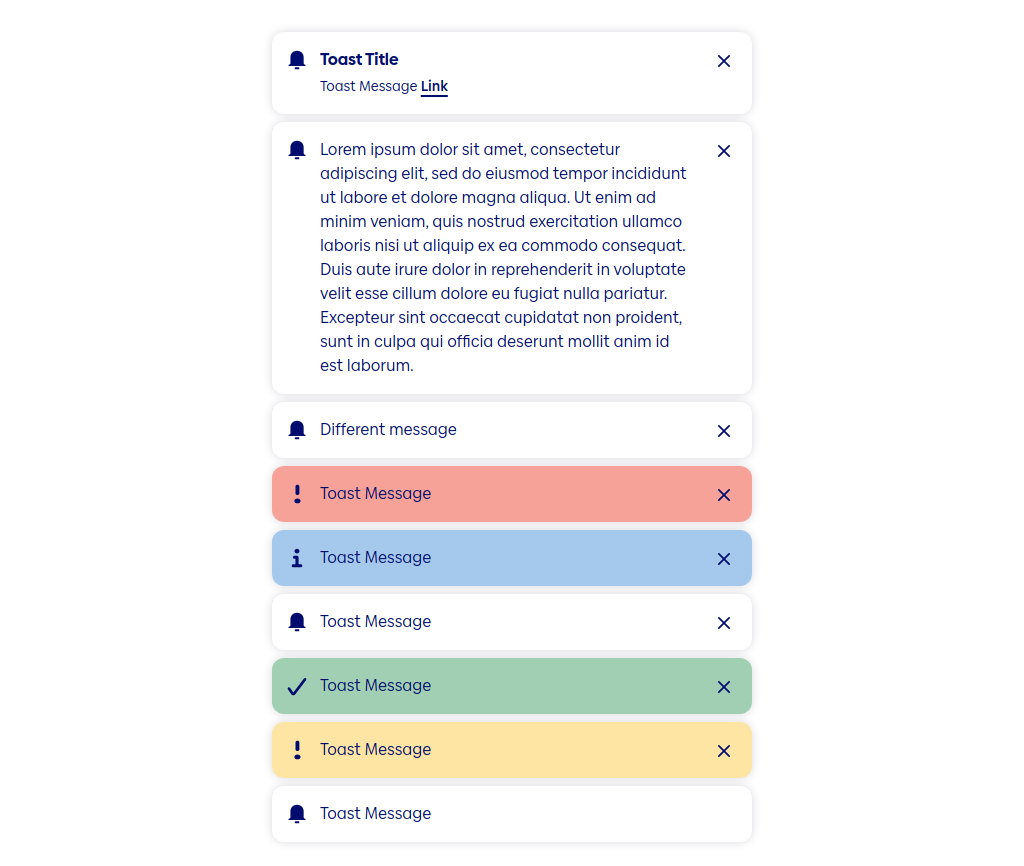 Toast Title
Toast Message Link
Lorem ipsum dolor sit amet, consectetur
adipiscing elit, sed do eiusmod tempor incididunt
ut labore et dolore magna aliqua. Ut enim ad
minim veniam, quis nostrud exercitation ullamco
laboris nisi ut aliquip ex ea commodo consequat.
Duis aute irure dolor in reprehenderit in voluptate
velit esse cillum dolore eu fugiat nulla pariatur.
Excepteur sint occaecat cupidatat non proident,
sunt in culpa qui officia deserunt mollit anim id
est laborum.
Different message
Toast Message
Toast Message
Toast Message
Toast Message
Toast Message
Toast Message